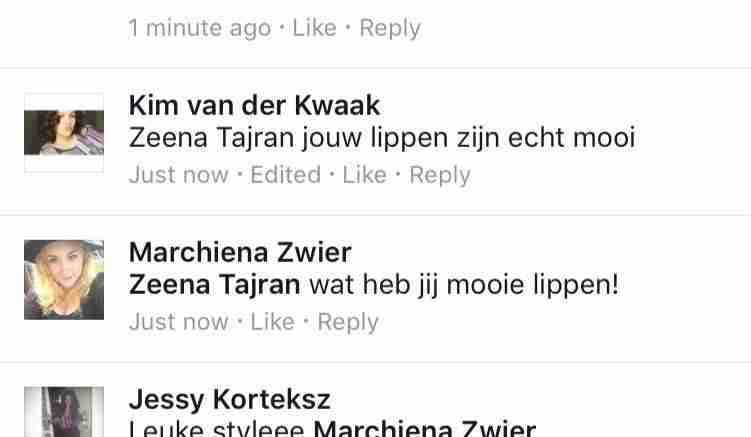 1 minute ago · Like · Reply
Kim van der Kwaak
Zeena Tajran jouw lippen zijn echt mooi
Just now · Edited · Like · Reply
Marchiena Zwier
Zeena Tajran wat heb jij mooie lippen!
Just now · Like · Reply
Jessy Korteksz
Leuke styleee Marchiena Zwier